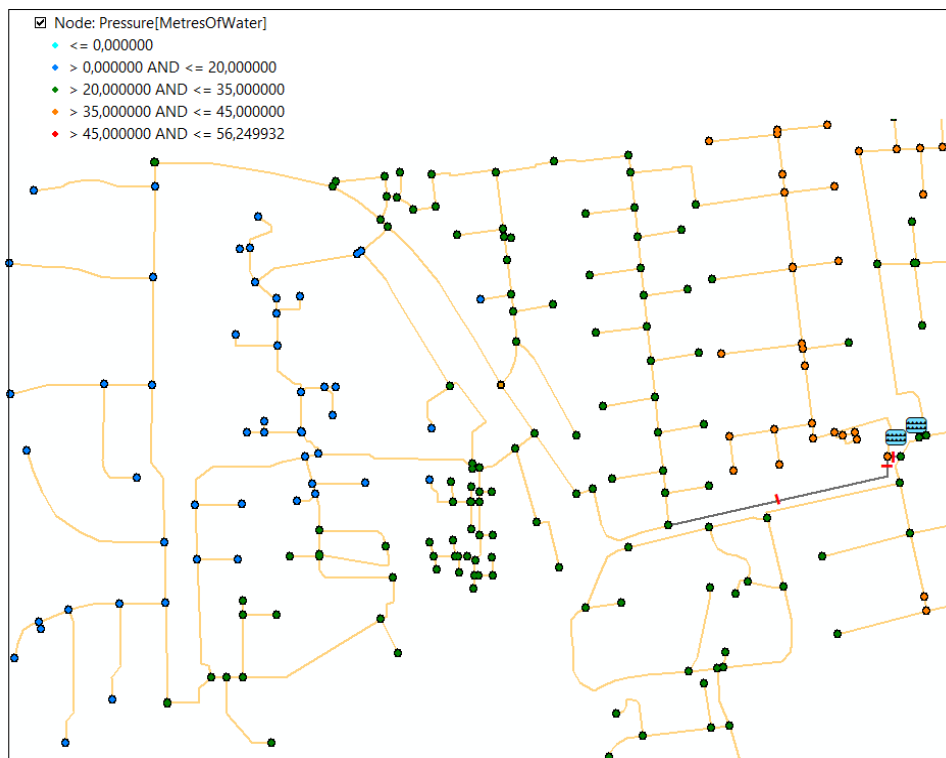 Node: Pressure[MetresOfWater]
<= 0,000000
> 0,000000 AND <= 20,000000
> 20,000000 AND <= 35,000000
> 35,000000 AND <= 45,000000
> 45,000000 AND <= 56,249932